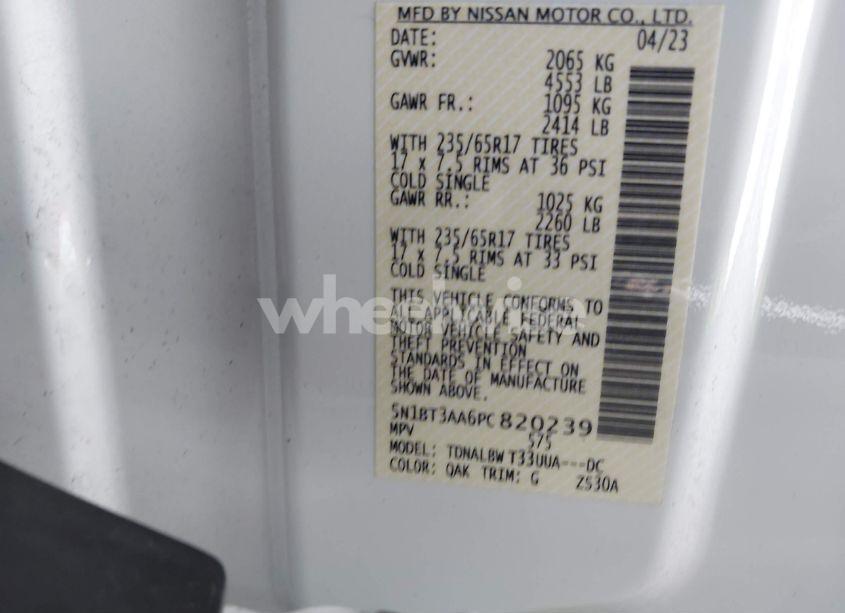 MFD BY NISSAN MOTOR CO., LTD.
DATE: 04/23
GVWR: 2065 KG
4553 LB
GAWR FR.: 1095 KG
2414 LB
WITH 235/65R17 TIRES
17 x 7.5 RIMS AT 36 PSI
COLD SINGLE
GAWR RR.: 1025 KG
2260 LB
WITH 235/65R17 TIRES
17 x 7.5 RIMS AT 33 PSI
COLD SINGLE
THIS VEHICLE CONFORMS TO
ALL APPLICABLE FEDERAL
MOTOR VEHICLE SAFETY AND
THEFT PREVENTION
STANDARDS IN EFFECT ON
THE DATE OF MANUFACTURE
SHOWN ABOVE.
5N1BT3AA6PC820239
MPV 575
MODEL: TDNALBW T33UUA---DC
COLOR: QAK TRIM: G ZS30A
wheelwise